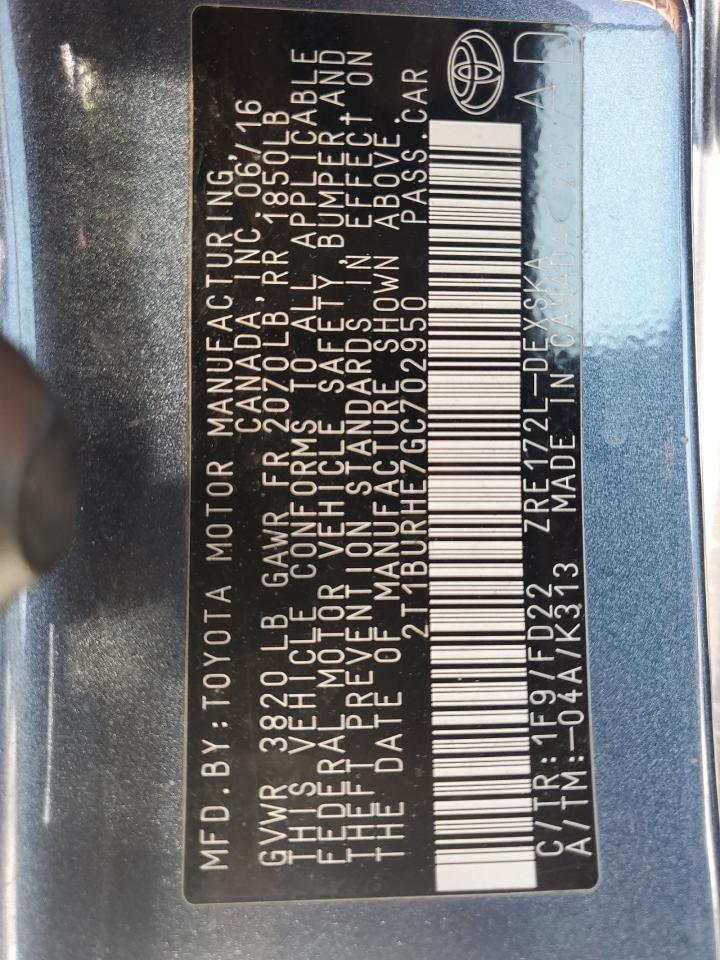 MFD.BY:TOYOTA MOTOR MANUFACTURING,
CANADA, INC. 06/16
GVWR 3820LB GAWR FR 2070LB,RR 1850LB
THIS VEHICLE CONFORMS TO ALL APPLICABLE
FEDERAL MOTOR VEHICLE SAFETY, BUMPER, AND
THEFT PREVENTION STANDARDS IN EFFECT ON
THE DATE OF MANUFACTURE SHOWN ABOVE.
2T1BURHE7GC702950 PASS.CAR
C/TR:1F9/FD22 ZRE172L-DEXSKA
A/TM:-04A/K313 MADE IN CANADA
AD